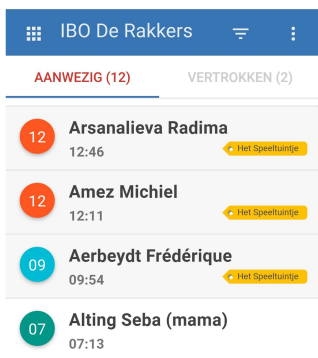 IBO De Rakkers
AANWEZIG (12) VERTROKKEN (2)
12 Arsanalieva Radima
12:46 Het Speeltuintje
12 Amez Michiel
12:11 Het Speeltuintje
09 Aerbeydt Frédérique
09:54 Het Speeltuintje
07 Alting Seba (mama)
07:13